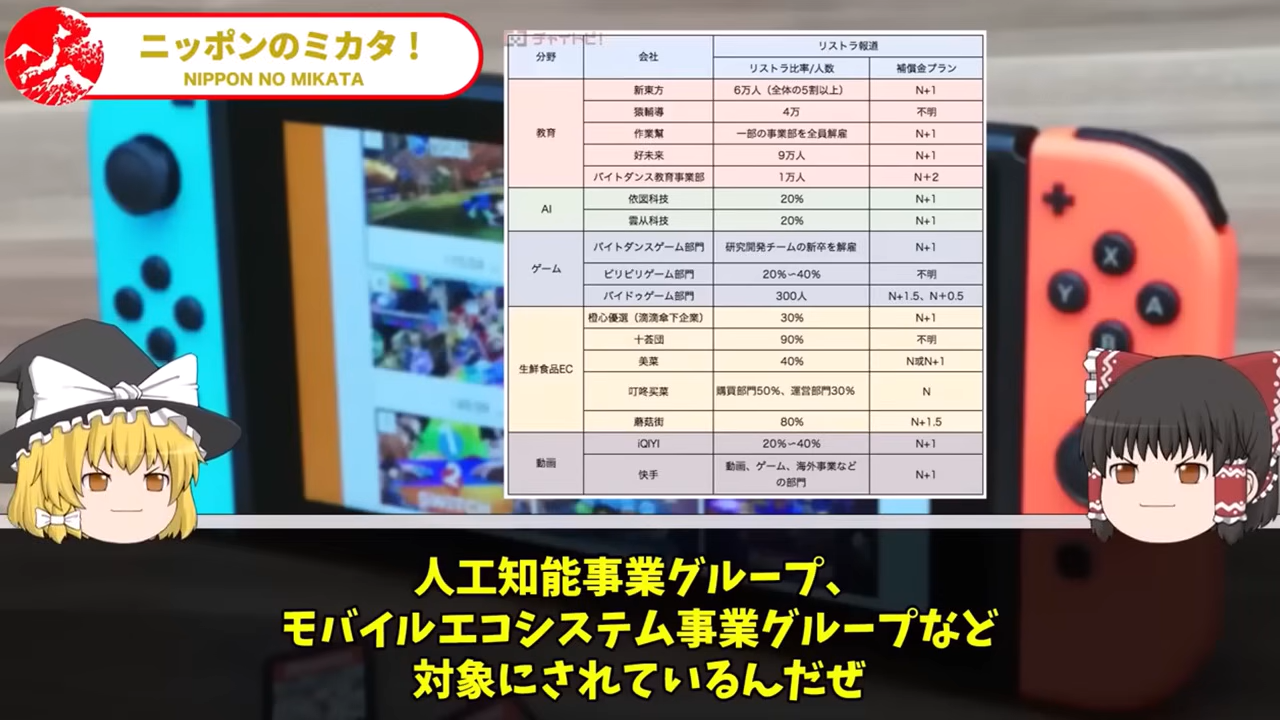 ニッポンのミカタ！
NIPPON NO MIKATA
チャイトピ！
分野 会社 リストラ報道
リストラ比率/人数 補償金プラン
教育
新東方 6万人（全体の5割以上） N+1
猿輔導 4万 不明
作業幇 一部の事業部を全員解雇 N+1
好未来 9万人 N+1
バイトダンス教育事業部 1万人 N+2
AI
依図科技 20% N+1
雲从科技 20% N+1
ゲーム
バイトダンスゲーム部門 研究開発チームの新卒を解雇 N+1
ビリビリゲーム部門 20%〜40% 不明
バイドゥゲーム部門 300人 N+1.5、N+0.5
生鮮食品EC
橙心優選（滴滴傘下企業） 30% N+1
十荟団 90% 不明
美菜 40% N或N+1
叮咚买菜 購買部門50%、運営部門30% N
蘑菇街 80% N+1.5
動画
iQIYI 20%〜40% N+1
快手 動画、ゲーム、海外事業など
の部門 N+1
X
Y
A
B
人工知能事業グループ、
モバイルエコシステム事業グループなど
対象にされているんだぜ